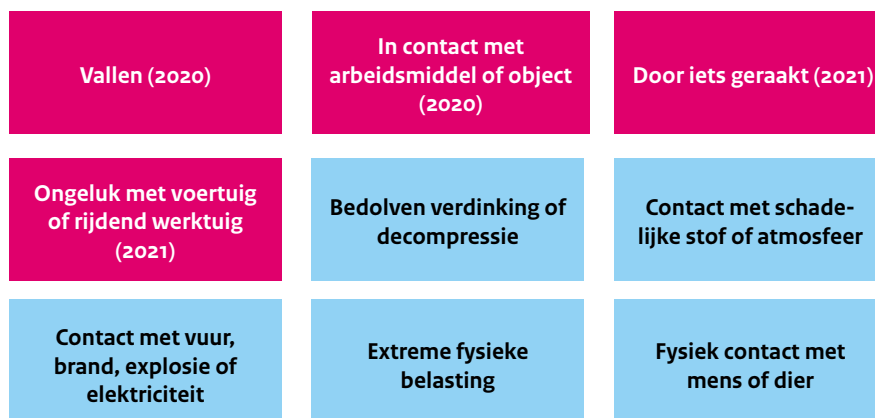 Vallen (2020)
In contact met
arbeidsmiddel of object
(2020)
Door iets geraakt (2021)
Ongeluk met voertuig
of rijdend werktuig
(2021)
Bedolven verdinking of
decompressie
Contact met schade-
lijke stof of atmosfeer
Contact met vuur,
brand, explosie of
elektriciteit
Extreme fysieke
belasting
Fysiek contact met
mens of dier